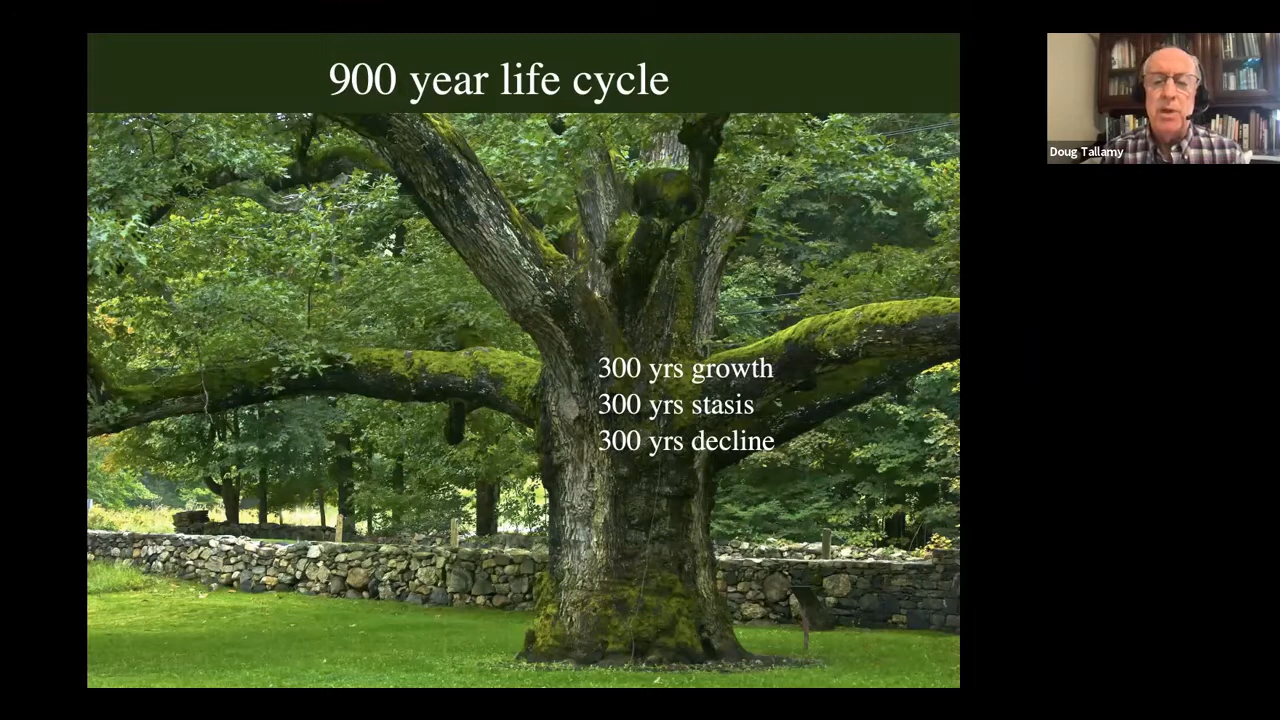 900 year life cycle
300 yrs growth
300 yrs stasis
300 yrs decline
Doug Tallamy